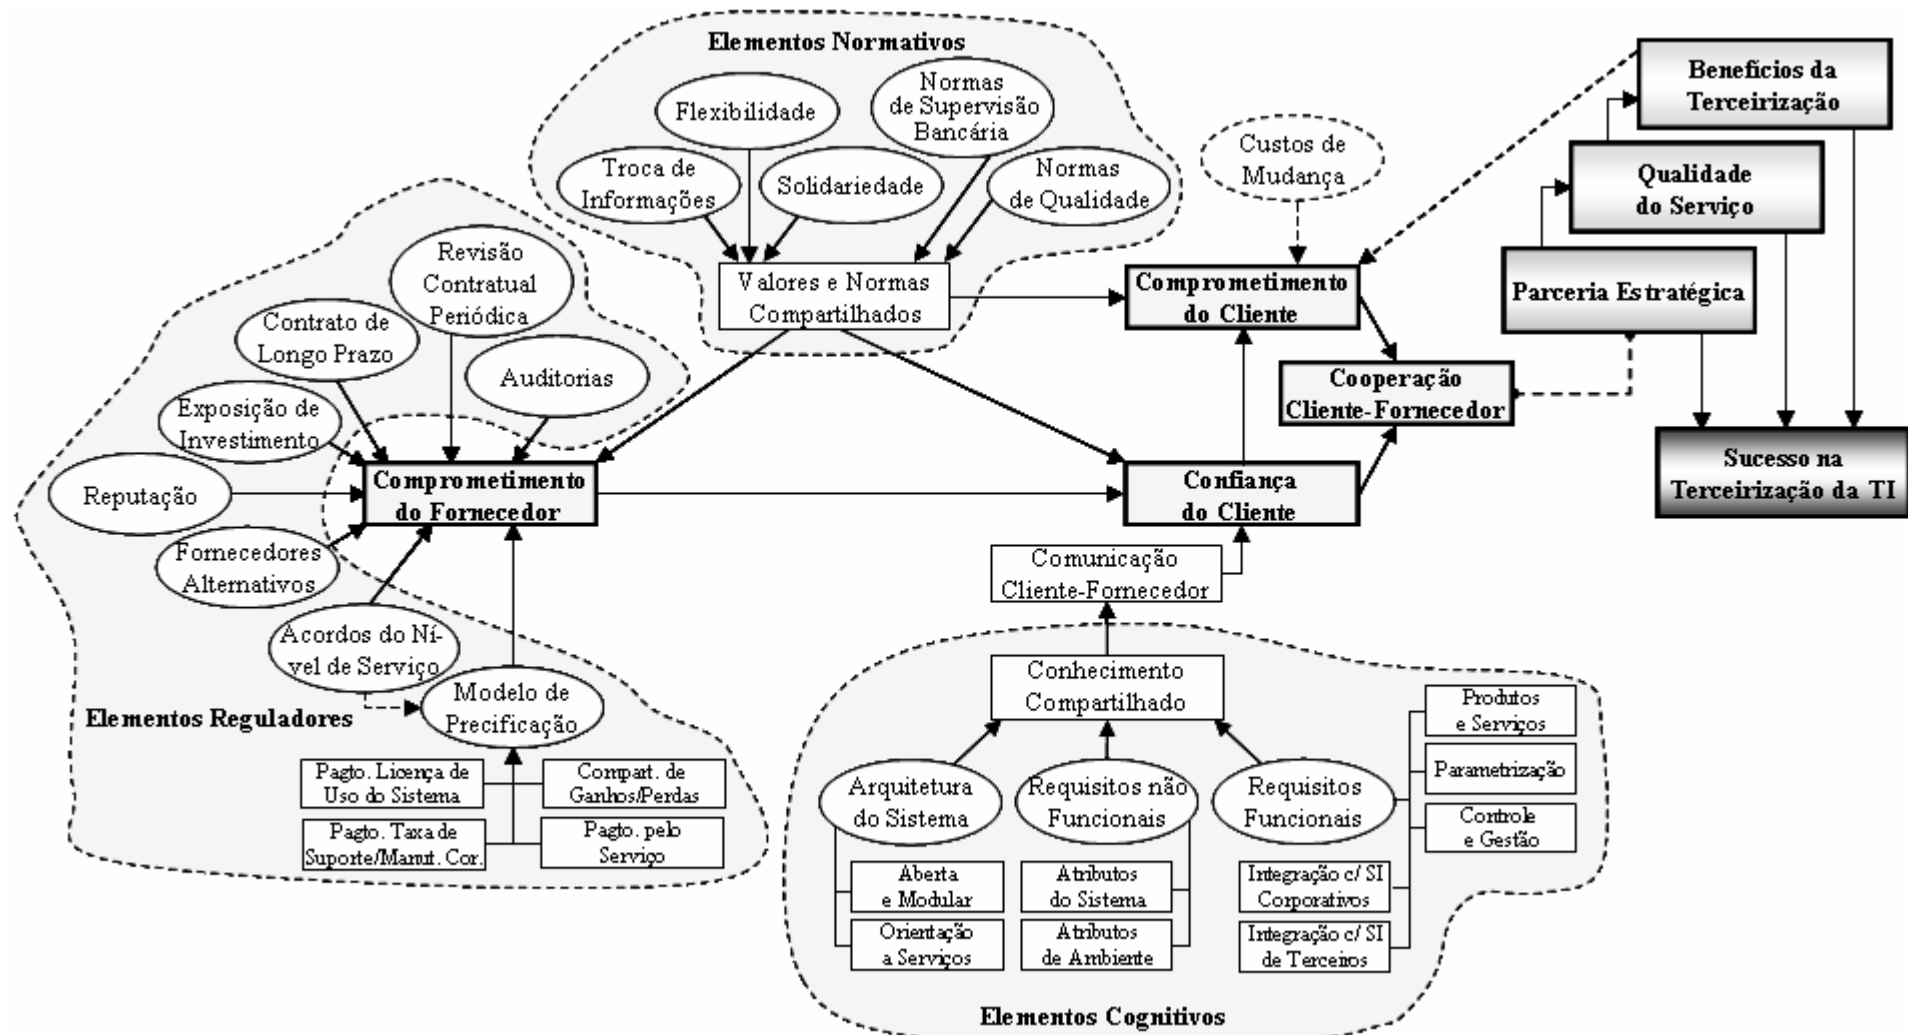 Elementos Normativos
Flexibilidade
Normas
de Supervisão
Bancária
Troca de
Informações
Solidariedade
Normas
de Qualidade
Valores e Normas
Compartilhados
Custos de
Mudança
Benefícios da
Terceirização
Qualidade
do Serviço
Parceria Estratégica
Sucesso na
Terceirização da TI
Comprometimento
do Cliente
Cooperação
Cliente-Fornecedor
Confiança
do Cliente
Revisão
Contratual
Periódica
Contrato de
Longo Prazo
Auditorias
Exposição de
Investimento
Reputação
Comprometimento
do Fornecedor
Fornecedores
Alternativos
Acordos do Ní-
vel de Serviço
Modelo de
Precificação
Elementos Reguladores
Pagto. Licença de
Uso do Sistema
Compart. de
Ganhos/Perdas
Pagto. Taxa de
Suporte/Manut. Cor.
Pagto. pelo
Serviço
Comunicação
Cliente-Fornecedor
Conhecimento
Compartilhado
Arquitetura
do Sistema
Requisitos não
Funcionais
Requisitos
Funcionais
Produtos
e Serviços
Parametrização
Controle
e Gestão
Aberta
e Modular
Orientação
a Serviços
Atributos
do Sistema
Atributos
de Ambiente
Integração c/ SI
Corporativos
Integração c/ SI
de Terceiros
Elementos Cognitivos